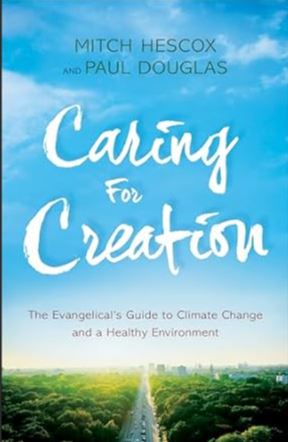 MITCH HESCOX
AND PAUL DOUGLAS
Caring
For
Creation
The Evangelical's Guide to Climate Change
and a Healthy Environment